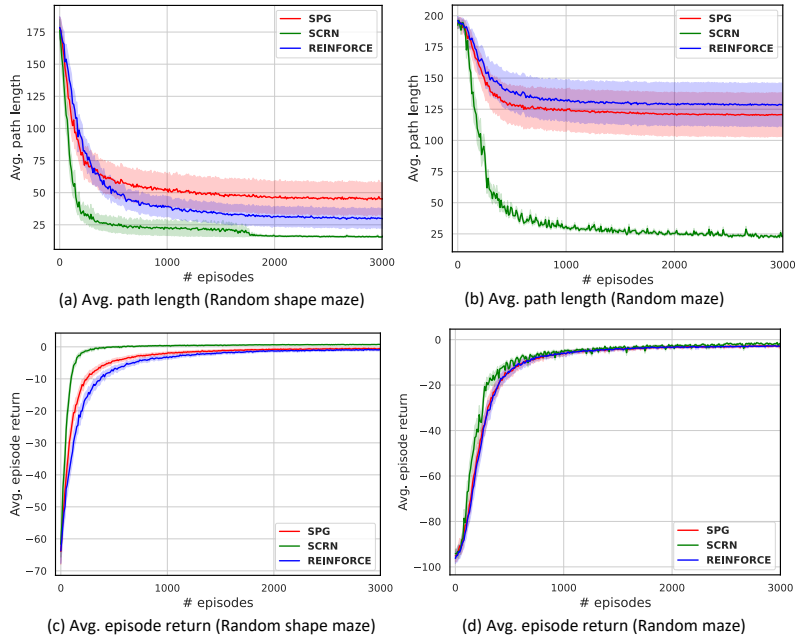 SPG
SCRN
REINFORCE
175
150
125
100
75
50
25
Avg. path length
0
1000
2000
3000
# episodes
(a) Avg. path length (Random shape maze)
SPG
SCRN
REINFORCE
200
175
150
125
100
75
50
25
Avg. path length
0
1000
2000
3000
# episodes
(b) Avg. path length (Random maze)
0
−10
−20
−30
−40
−50
−60
−70
Avg. episode return
SPG
SCRN
REINFORCE
0
1000
2000
3000
# episodes
(c) Avg. episode return (Random shape maze)
0
−20
−40
−60
−80
−100
Avg. episode return
SPG
SCRN
REINFORCE
0
1000
2000
3000
# episodes
(d) Avg. episode return (Random maze)